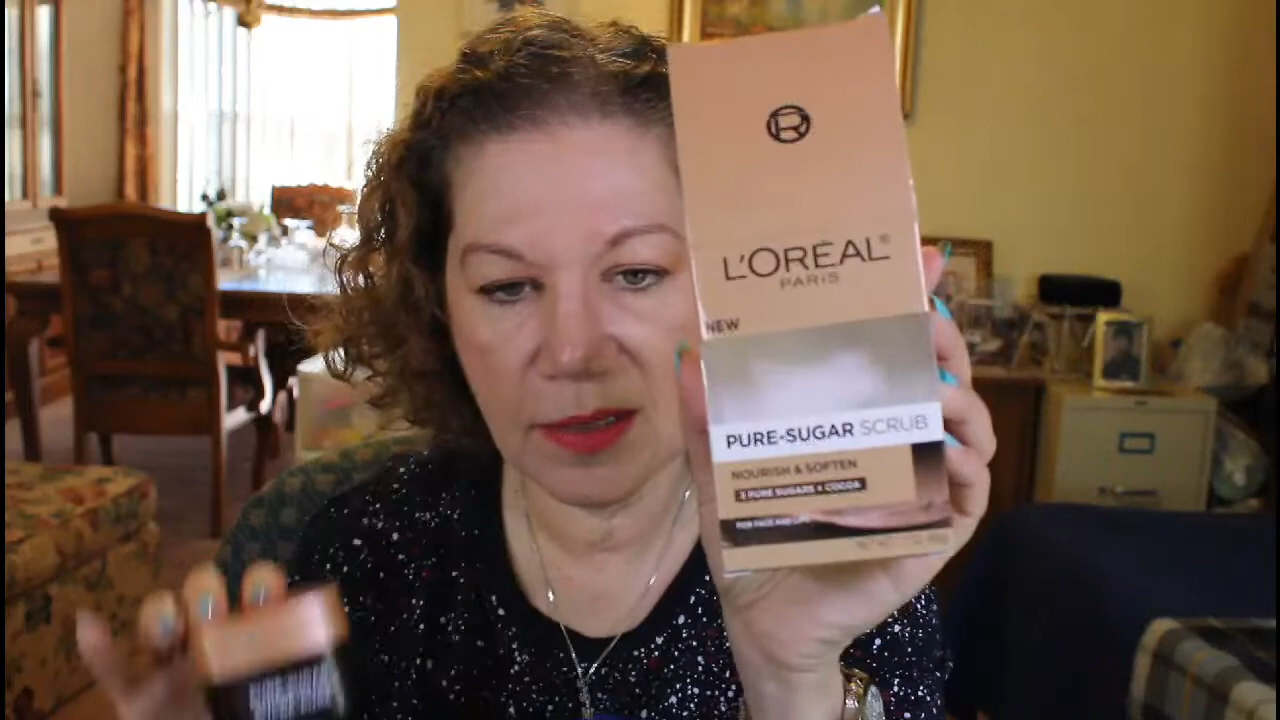 L'ORÉAL®
PARIS
NEW
PURE-SUGAR SCRUB
NOURISH & SOFTEN
3 PURE SUGARS + COCOA
FOR FACE AND LIPS